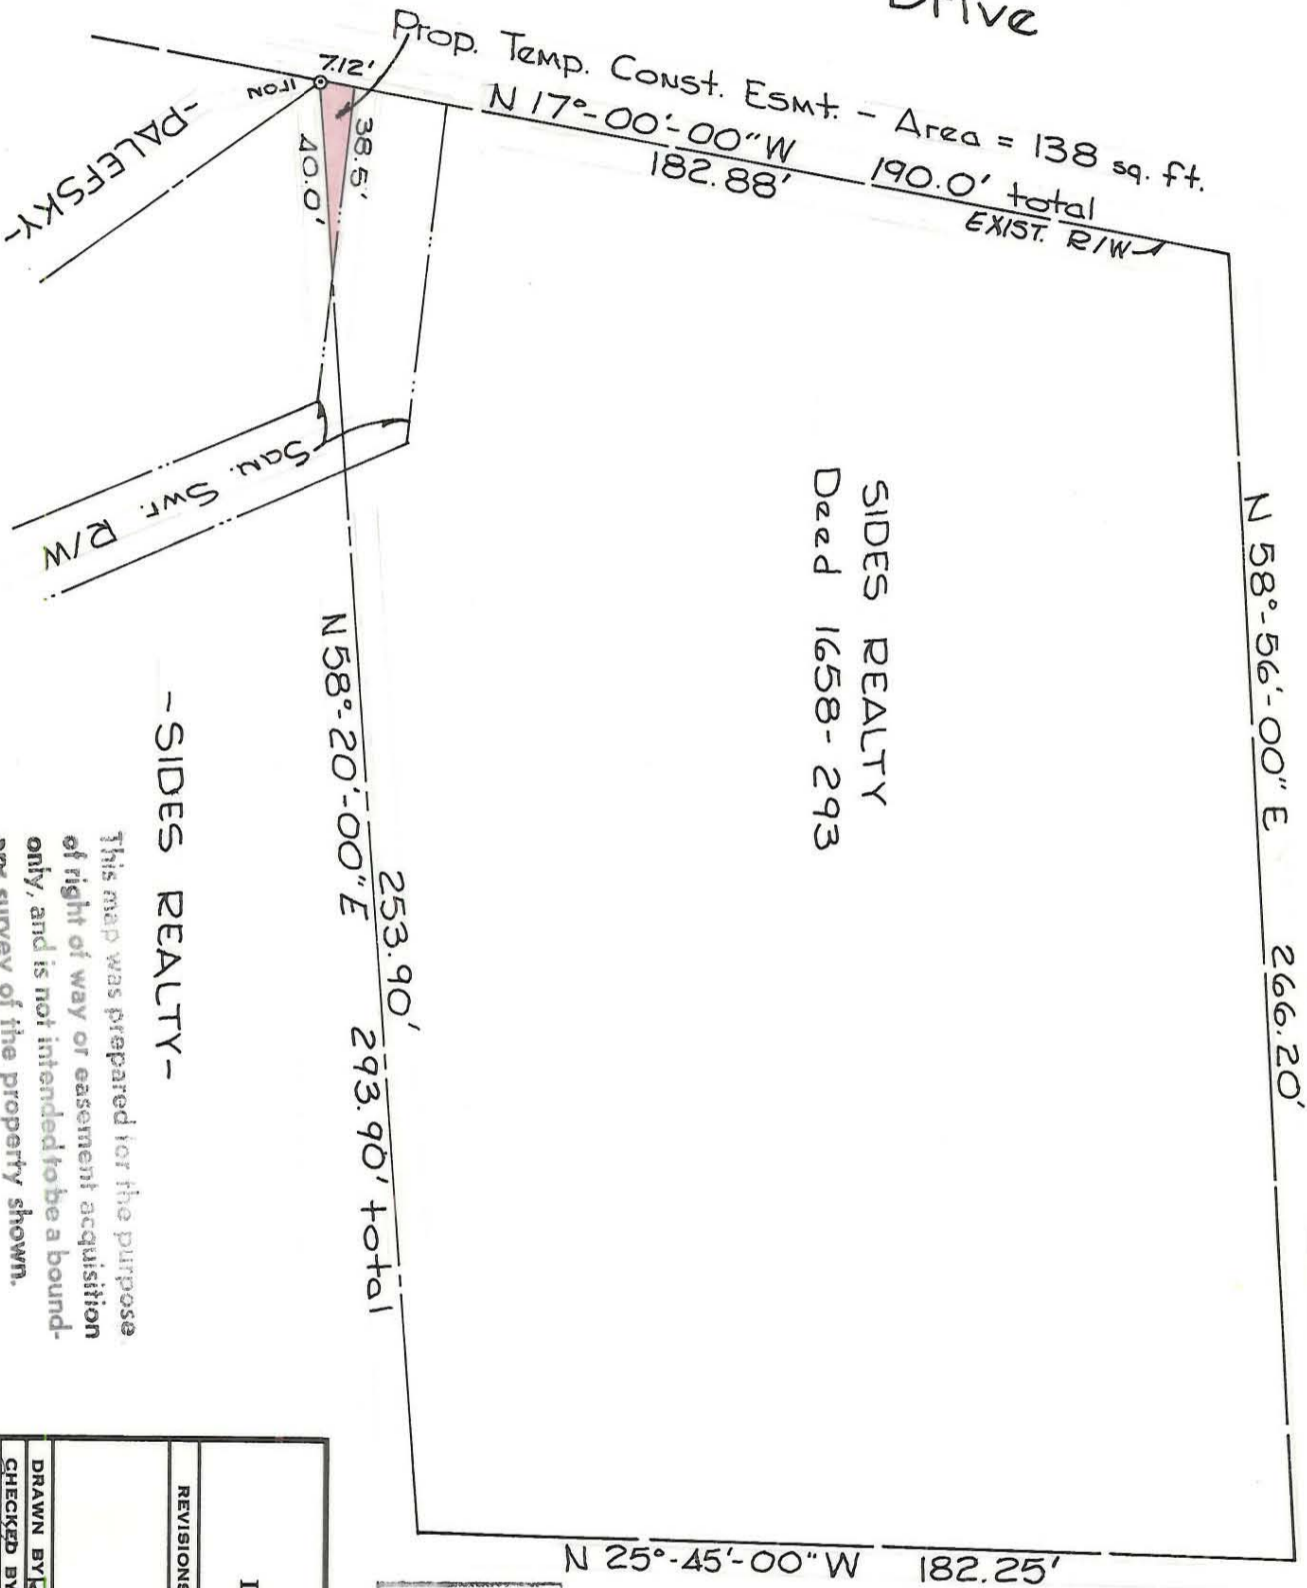 Drive
Prop. Temp. Const. Esmt. - Area = 138 sq. ft.
7.12'
IRON
38.5'
40.0'
-PALEFSKY-
N 17°-00'-00" W
182.88'
190.0' total
EXIST. R/W
N 58°-56'-00" E 266.20'
SIDES REALTY
Deed 1658-293
San. Swr. R/W
N 58°-20'-00" E
253.90'
293.90' total
-SIDES REALTY-
N 25°-45'-00" W 182.25'
This map was prepared for the purpose
of right of way or easement acquisition
only, and is not intended to be a bound-
ary survey of the property shown.
REVISIONS
DRAWN BY
CHECKED BY